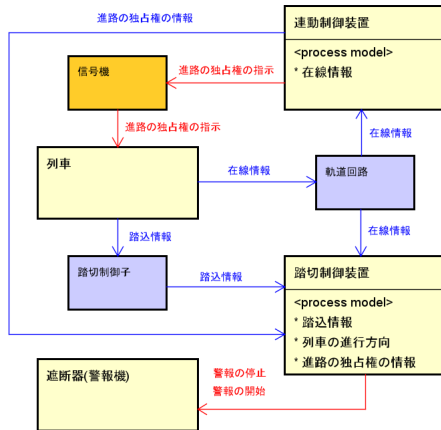 進路の独占権の情報
連動制御装置
<process model>
* 在線情報
信号機
進路の独占権の指示
進路の独占権の指示
在線情報
列車
在線情報
軌道回路
踏込情報
在線情報
踏切制御子
踏込情報
踏切制御装置
<process model>
* 踏込情報
* 列車の進行方向
* 進路の独占権の情報
遮断器(警報機)
警報の停止
警報の開始